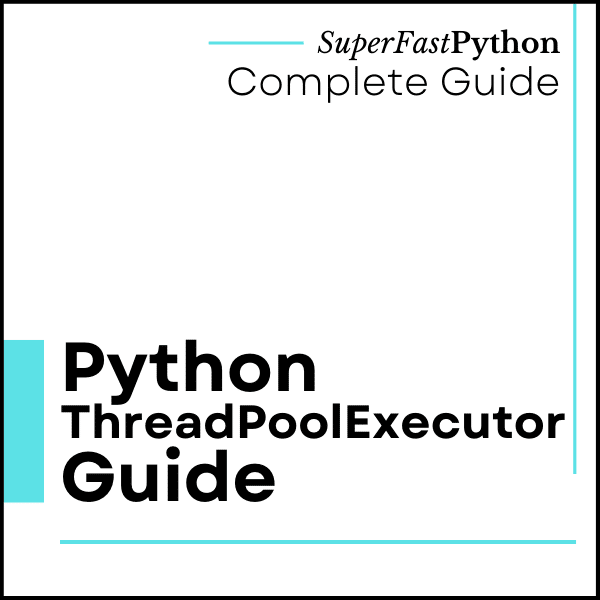 SuperFastPython
Complete Guide
Python
ThreadPoolExecutor
Guide